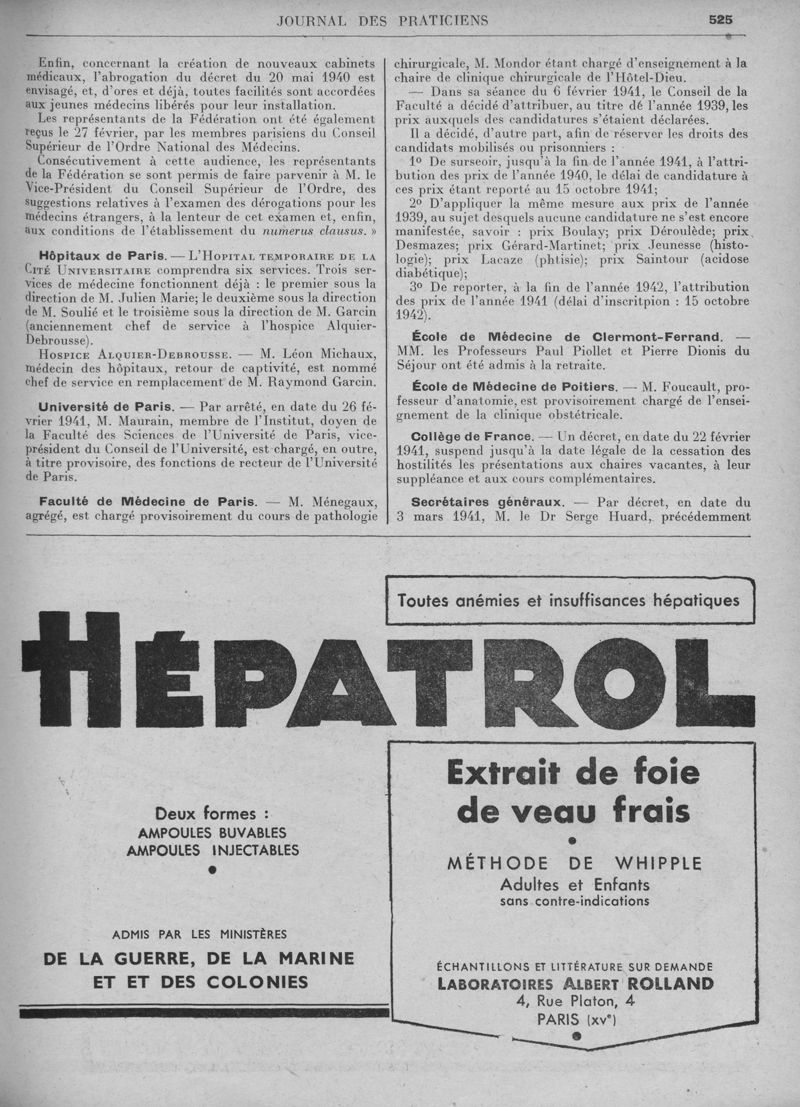 JOURNAL DES PRATICIENS 525
Enfin, concernant la création de nouveaux cabinets
médicaux, l'abrogation du décret du 20 mai 1940 est
envisagé, et, d'ores et déjà, toutes facilités sont accordées
aux jeunes médecins libérés pour leur installation.
Les représentants de la Fédération ont été également
reçus le 27 février, par les membres parisiens du Conseil
Supérieur de l'Ordre National des Médecins.
Consécutivement à cette audience, les représentants
de la Fédération se sont permis de faire parvenir à M. le
Vice-Président du Conseil Supérieur de l'Ordre, des
suggestions relatives à l'examen des dérogations pour les
médecins étrangers, à la lenteur de cet examen et, enfin,
aux conditions de l'établissement du numerus clausus. »
Hôpitaux de Paris. — L'HOPITAL TEMPORAIRE DE LA
CITÉ UNIVERSITAIRE comprendra six services. Trois ser-
vices de médecine fonctionnent déjà : le premier sous la
direction de M. Julien Marie; le deuxième sous la direction
de M. Soulié et le troisième sous la direction de M. Garcin
(anciennement chef de service à l'hospice Alquier-
Debrousse).
HOSPICE ALQUIER-DEBROUSSE. — M. Léon Michaux,
médecin des hôpitaux, retour de captivité, est nommé
chef de service en remplacement de M. Raymond Garcin.
Université de Paris. — Par arrêté, en date du 26 fé-
vrier 1941, M. Maurain, membre de l'Institut, doyen de
la Faculté des Sciences de l'Université de Paris, vice-
président du Conseil de l'Université, est chargé, en outre,
à titre provisoire, des fonctions de recteur de l'Université
de Paris.
Faculté de Médecine de Paris. — M. Ménegaux,
agrégé, est chargé provisoirement du cours de pathologie
chirurgicale, M. Mondor étant chargé d'enseignement à la
chaire de clinique chirurgicale de l'Hôtel-Dieu.
— Dans sa séance du 6 février 1941, le Conseil de la
Faculté a décidé d'attribuer, au titre dé l'année 1939, les
prix auxquels des candidatures s'étaient déclarées.
Il a décidé, d'autre part, afin de réserver les droits des
candidats mobilisés ou prisonniers :
1º De surseoir, jusqu'à la fin de l'année 1941, à l'attri-
bution des prix de l'année 1940, le délai de candidature à
ces prix étant reporté au 15 octobre 1941;
2º D'appliquer la même mesure aux prix de l'année
1939, au sujet desquels aucune candidature ne s'est encore
manifestée, savoir : prix Boulay; prix Déroulède; prix
Desmazes; prix Gérard-Martinet; prix Jeunesse (histo-
logie); prix Lacaze (phtisie); prix Saintour (acidose
diabétique);
3º De reporter, à la fin de l'année 1942, l'attribution
des prix de l'année 1941 (délai d'inscritpion : 15 octobre
1942).
École de Médecine de Clermont-Ferrand. —
MM. les Professeurs Paul Piollet et Pierre Dionis du
Séjour ont été admis à la retraite.
École de Médecine de Poitiers. — M. Foucault, pro-
fesseur d'anatomie, est provisoirement chargé de l'ensei-
gnement de la clinique obstétricale.
Collège de France. — Un décret, en date du 22 février
1941, suspend jusqu'à la date légale de la cessation des
hostilités les présentations aux chaires vacantes, à leur
suppléance et aux cours complémentaires.
Secrétaires généraux. — Par décret, en date du
3 mars 1941, M. le Dr Serge Huard, précédemment
Toutes anémies et insuffisances hépatiques
HÉPATROL
Deux formes :
AMPOULES BUVABLES
AMPOULES INJECTABLES
ADMIS PAR LES MINISTÈRES
DE LA GUERRE, DE LA MARINE
ET ET DES COLONIES
Extrait de foie
de veau frais
MÉTHODE DE WHIPPLE
Adultes et Enfants
sans contre-indications
ÉCHANTILLONS ET LITTÉRATURE SUR DEMANDE
LABORATOIRES ALBERT ROLLAND
4, Rue Platon, 4
PARIS (XVᵉ)